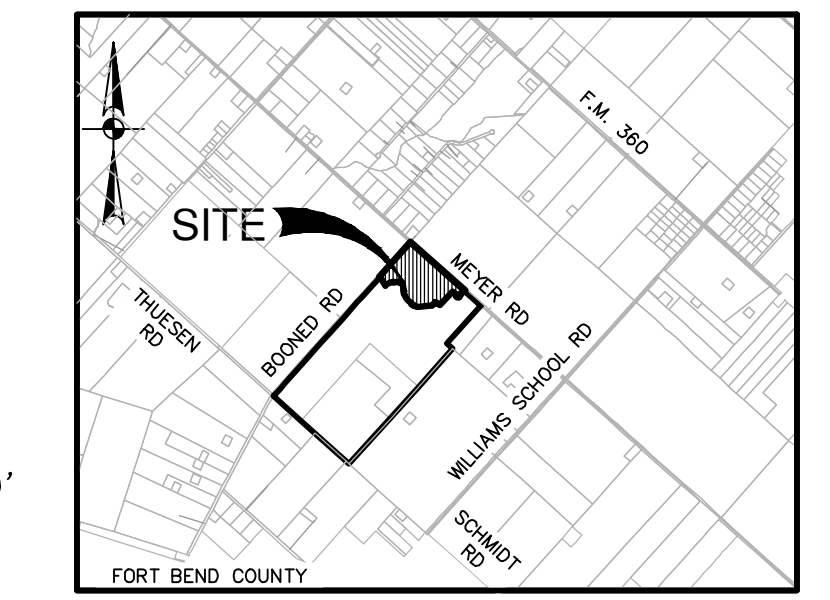 F.M. 360
SITE
MEYER RD
THUESEN
RD
BOONED RD
WILLIAMS SCHOOL RD
SCHMIDT
RD
FORT BEND COUNTY